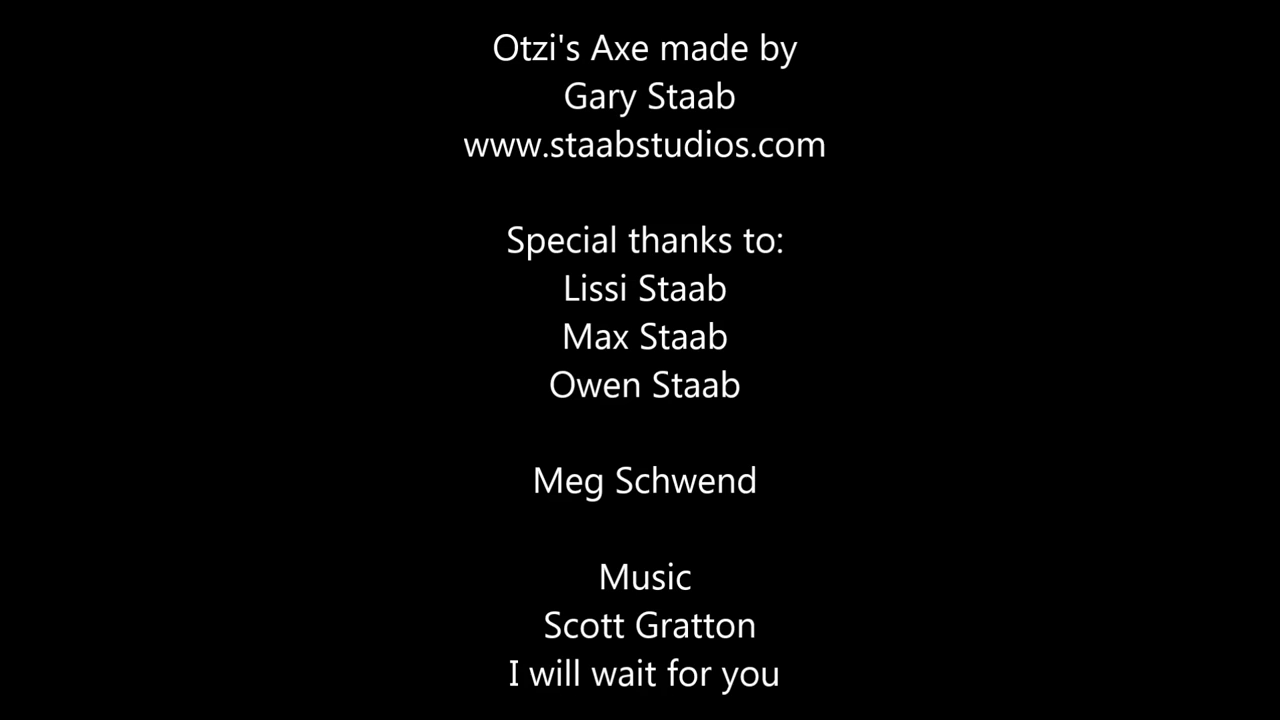 Otzi's Axe made by
Gary Staab
www.staabstudios.com
Special thanks to:
Lissi Staab
Max Staab
Owen Staab
Meg Schwend
Music
Scott Gratton
I will wait for you